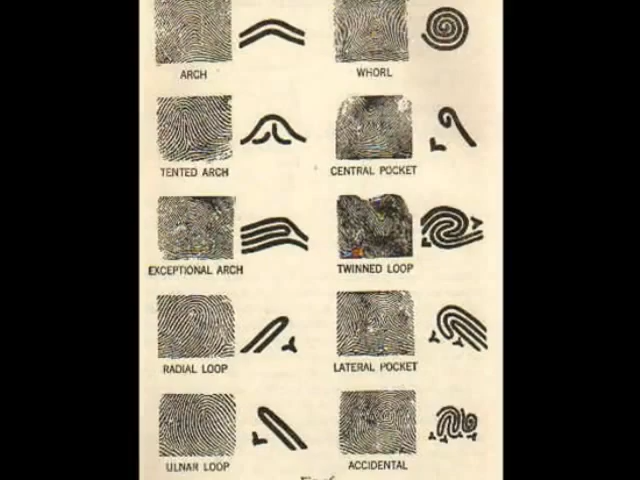 ARCH
WHORL
TENTED ARCH
CENTRAL POCKET
EXCEPTIONAL ARCH
TWINNED LOOP
RADIAL LOOP
LATERAL POCKET
ULNAR LOOP
ACCIDENTAL